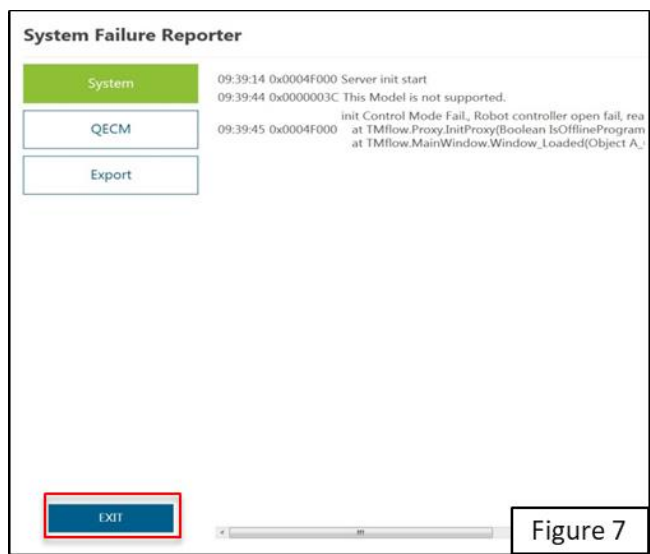 System Failure Reporter
System
QECM
Export
09:39:14 0x0004F000 Server init start
09:39:44 0x0000003C This Model is not supported.
init Control Mode Fail., Robot controller open fail, rea
09:39:45 0x0004F000 at TMflow.Proxy.InitProxy(Boolean IsOfflineProgram
at TMflow.MainWindow.Window_Loaded(Object A_
EXIT
Figure 7